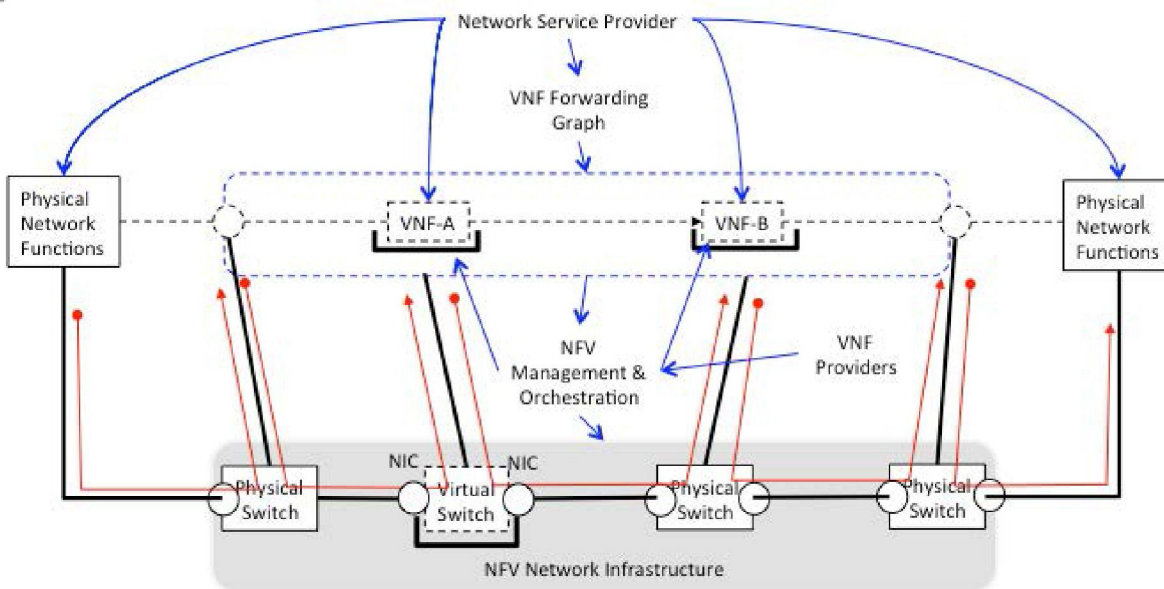 Network Service Provider
VNF Forwarding
Graph
Physical
Network
Functions
VNF-A
VNF-B
Physical
Network
Functions
NFV
Management &
Orchestration
VNF
Providers
NIC
NIC
Physical
Switch
Virtual
Switch
Physical
Switch
Physical
Switch
NFV Network Infrastructure